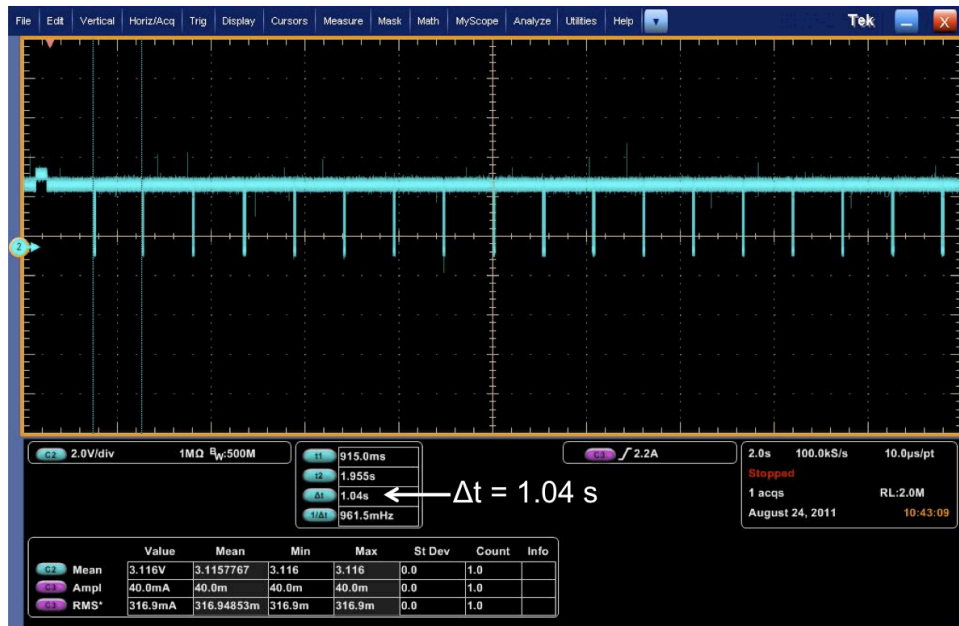 File Edit Vertical Horiz/Acq Trig Display Cursors Measure Mask Math MyScope Analyze Utilities Help Tek X
2
C2 2.0V/div 1MΩ BW:500M
t1 915.0ms
t2 1.955s
Δt 1.04s
1/Δt 961.5mHz
Δt = 1.04 s
C3 2.2A
2.0s 100.0kS/s 10.0µs/pt
Stopped
1 acqs RL:2.0M
August 24, 2011 10:43:09
Value Mean Min Max St Dev Count Info
C2 Mean 3.116V 3.1157767 3.116 3.116 0.0 1.0
C3 Ampl 40.0mA 40.0m 40.0m 40.0m 0.0 1.0
C3 RMS* 316.9mA 316.94853m 316.9m 316.9m 0.0 1.0